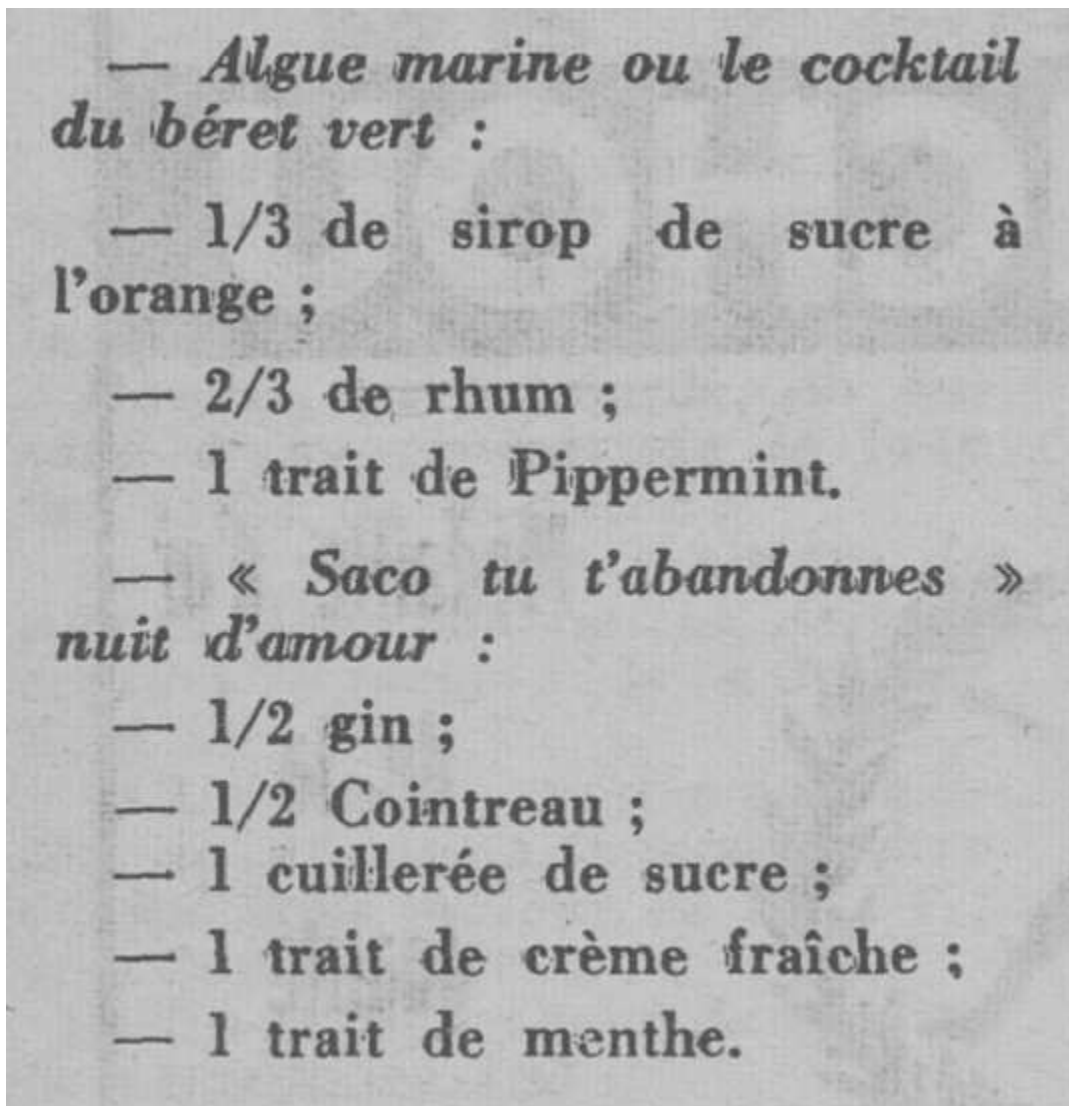 — Algue marine ou le cocktail
du béret vert :
— 1/3 de sirop de sucre à
l'orange ;
— 2/3 de rhum ;
— 1 trait de Pippermint.
— « Saco tu t'abandonnes »
nuit d'amour :
— 1/2 gin ;
— 1/2 Cointreau ;
— 1 cuillerée de sucre ;
— 1 trait de crème fraîche ;
— 1 trait de menthe.